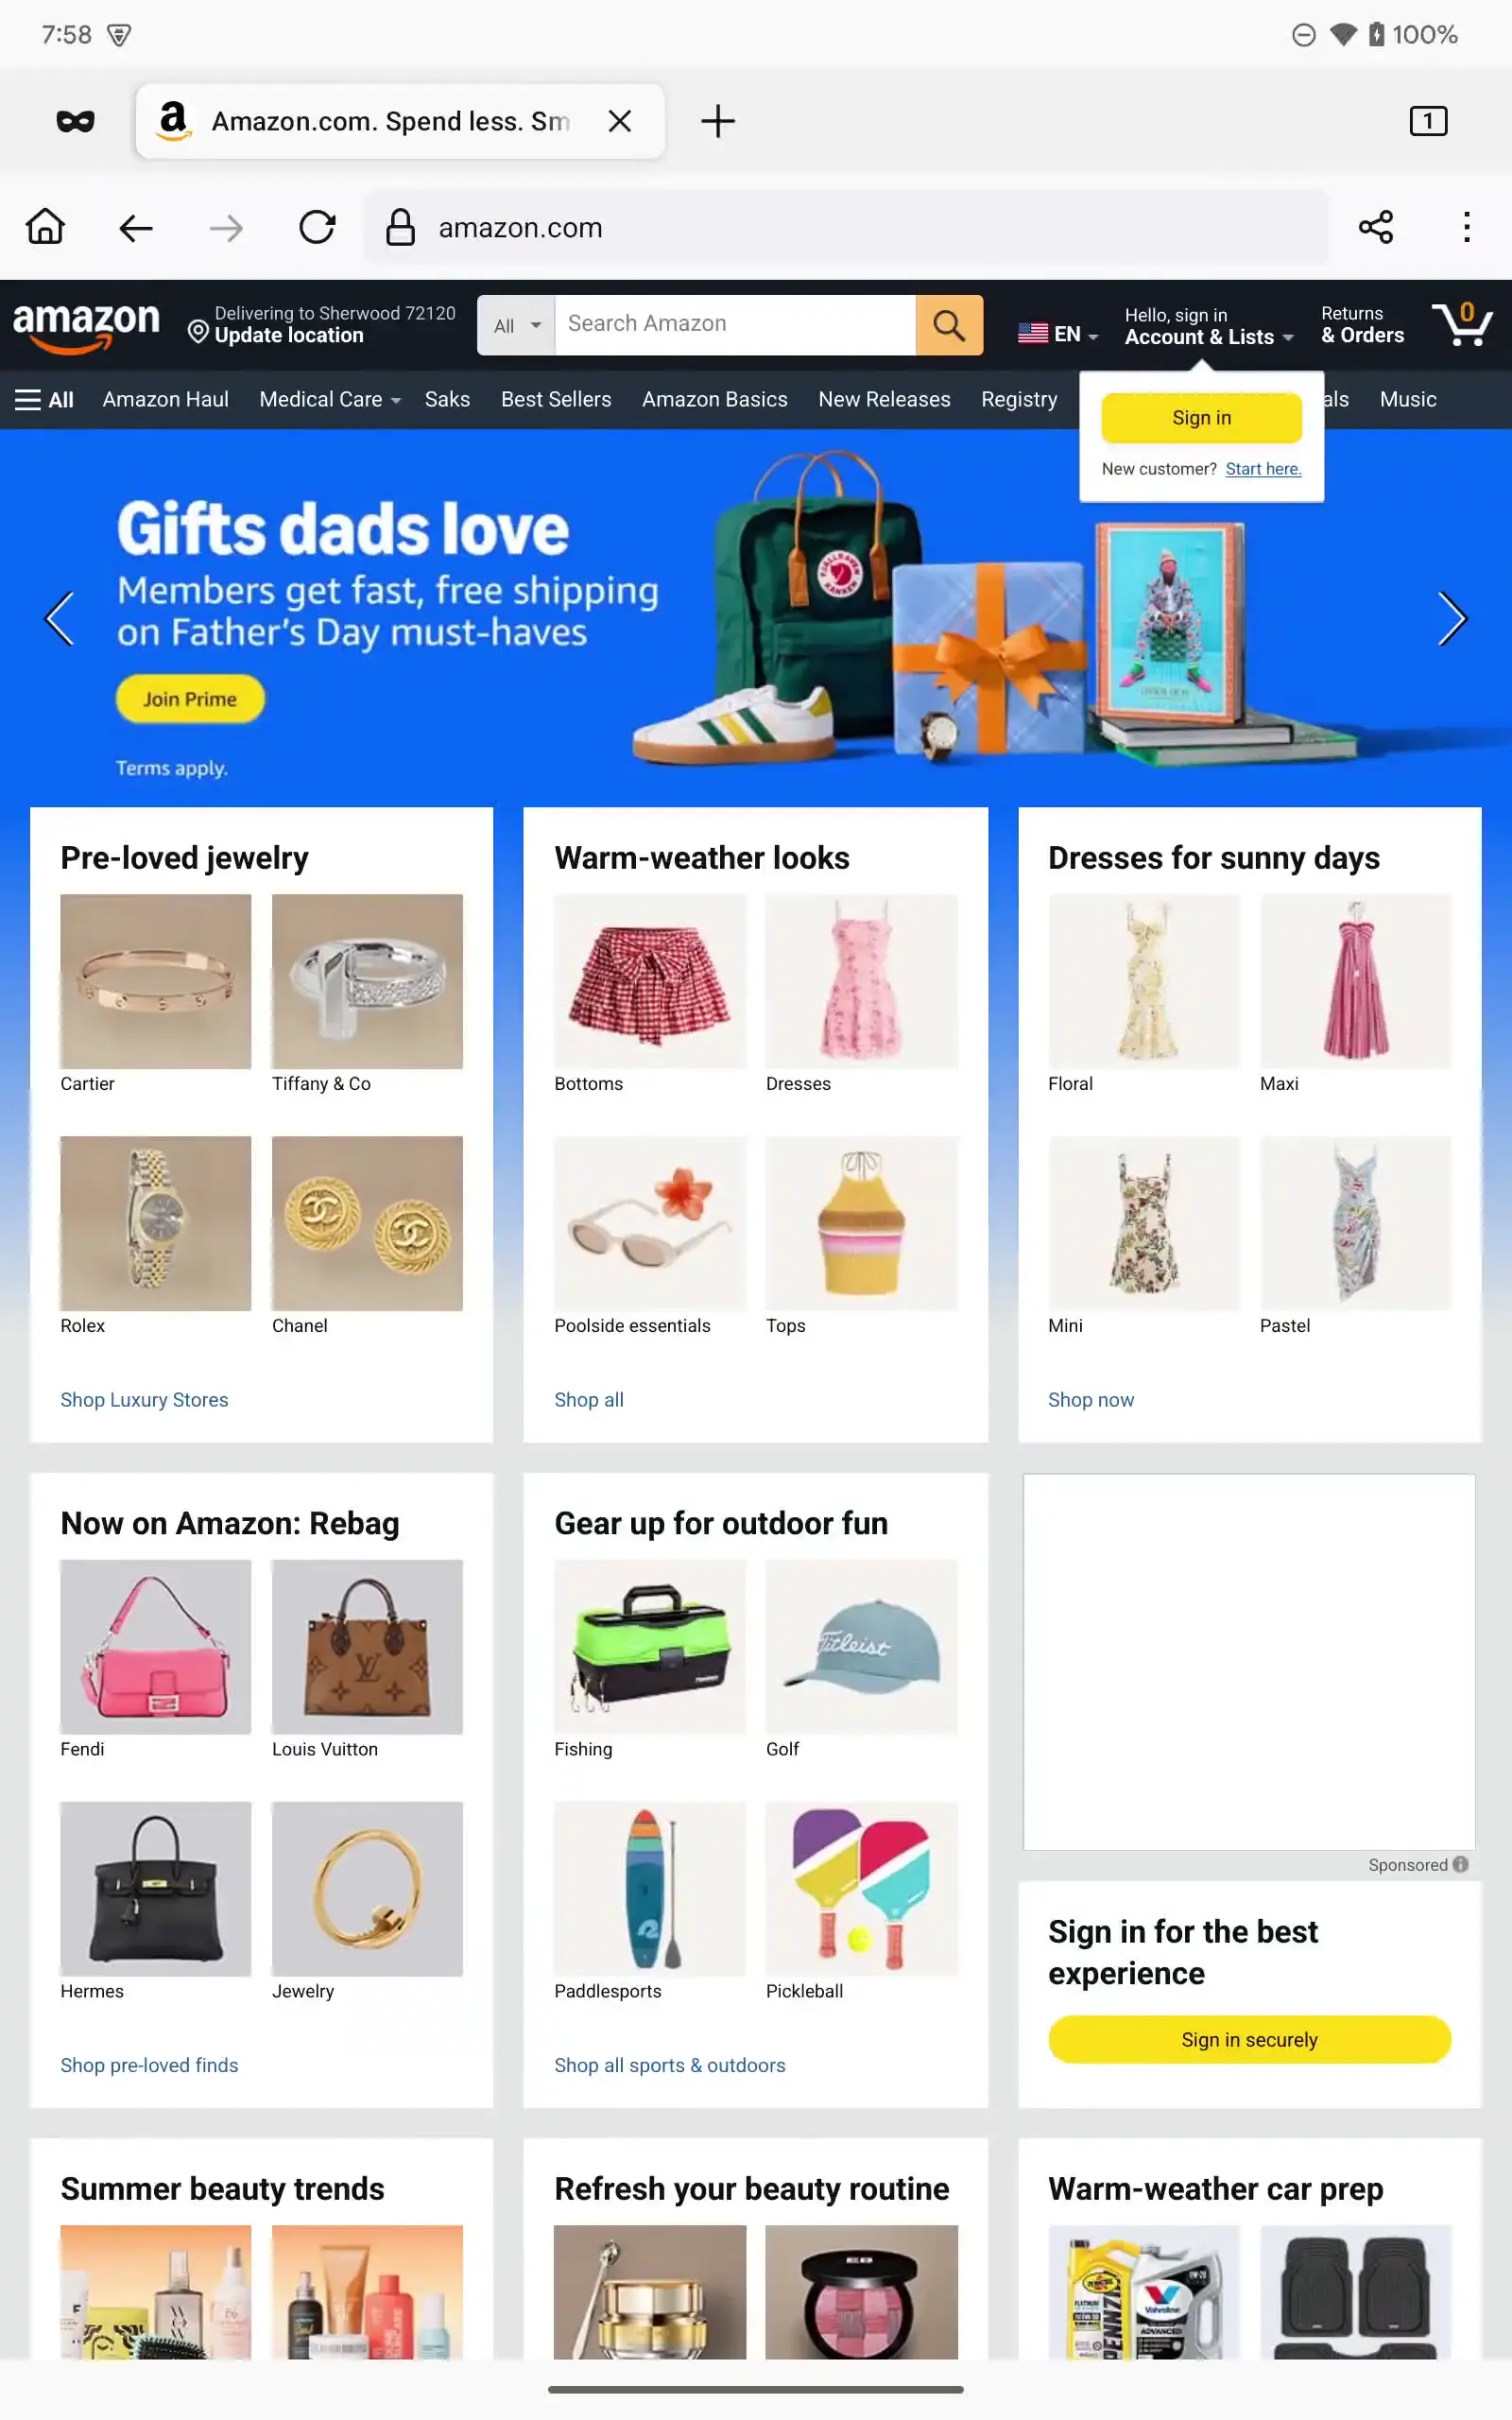 7:58
100%
Amazon.com. Spend less. Sm
1
amazon.com
amazon
Delivering to Sherwood 72120
Update location
All
Search Amazon
EN
Hello, sign in
Account & Lists
Returns
& Orders
0
All
Amazon Haul
Medical Care
Saks
Best Sellers
Amazon Basics
New Releases
Registry
als
Music
Sign in
New customer? Start here.
Gifts dads love
Members get fast, free shipping
on Father's Day must-haves
Join Prime
Terms apply.
Pre-loved jewelry
Cartier
Tiffany & Co
Rolex
Chanel
Shop Luxury Stores
Warm-weather looks
Bottoms
Dresses
Poolside essentials
Tops
Shop all
Dresses for sunny days
Floral
Maxi
Mini
Pastel
Shop now
Now on Amazon: Rebag
Fendi
Louis Vuitton
Hermes
Jewelry
Shop pre-loved finds
Gear up for outdoor fun
Titleist
Fishing
Golf
Paddlesports
Pickleball
Shop all sports & outdoors
Sponsored
Sign in for the best
experience
Sign in securely
Summer beauty trends
Refresh your beauty routine
Warm-weather car prep
Valvoline
ADVANCED